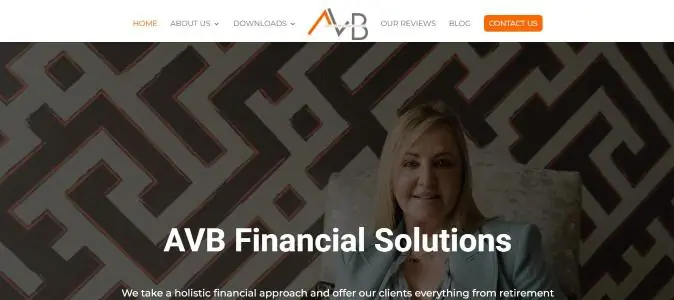 HOME
ABOUT US
DOWNLOADS
AVB
OUR REVIEWS
BLOG
CONTACT US
AVB Financial Solutions
We take a holistic financial approach and offer our clients everything from retirement